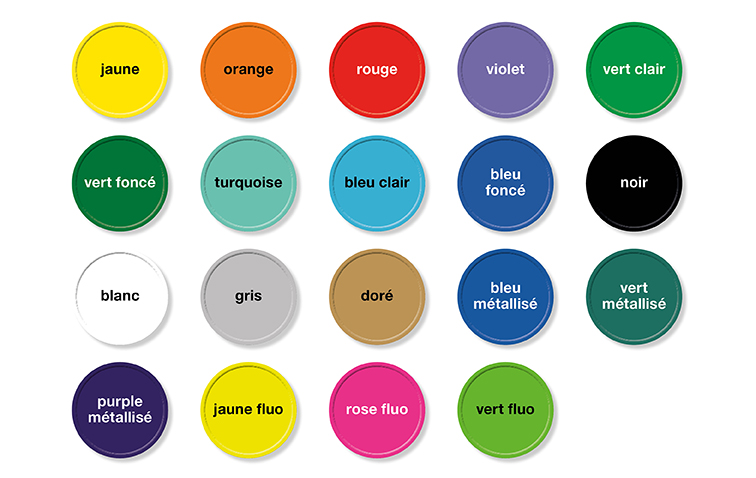 jaune
orange
rouge
violet
vert clair
vert foncé
turquoise
bleu clair
bleu
foncé
noir
blanc
gris
doré
bleu
métallisé
vert
métallisé
purple
métallisé
jaune fluo
rose fluo
vert fluo